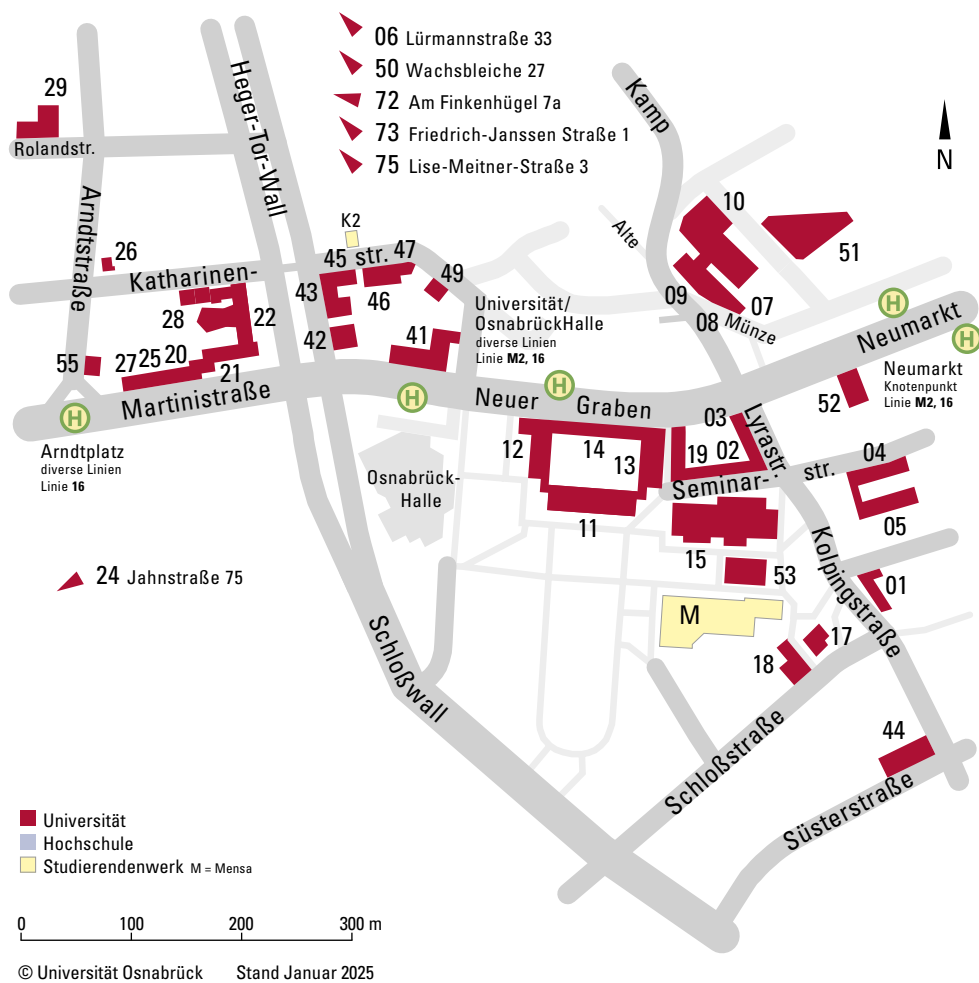 06 Lürmannstraße 33
50 Wachsbleiche 27
72 Am Finkenhügel 7a
73 Friedrich-Janssen Straße 1
75 Lise-Meitner-Straße 3
29
Rolandstr.
Heger-Tor-Wall
Kamp
N
Arndtstraße
26
Katharinen-
str.
K2
45
47
49
43
46
42
41
28
22
55
27
25
20
21
Martinistraße
10
51
Alte
09
07
08
Münze
Universität/
OsnabrückHalle
diverse Linien
Linie M2, 16
H
H
H
H
H
Neumarkt
Neumarkt
Knotenpunkt
Linie M2, 16
52
Arndtplatz
diverse Linien
Linie 16
Neuer Graben
03
Lyrastr.
12
14
13
19
02
04
Seminar-
str.
Osnabrück-
Halle
11
15
05
53
Kolpingstraße
01
24 Jahnstraße 75
M
17
18
Schloßwall
Schloßstraße
44
Süsterstraße
Universität
Hochschule
Studierendenwerk M = Mensa
0 100 200 300 m
© Universität Osnabrück Stand Januar 2025